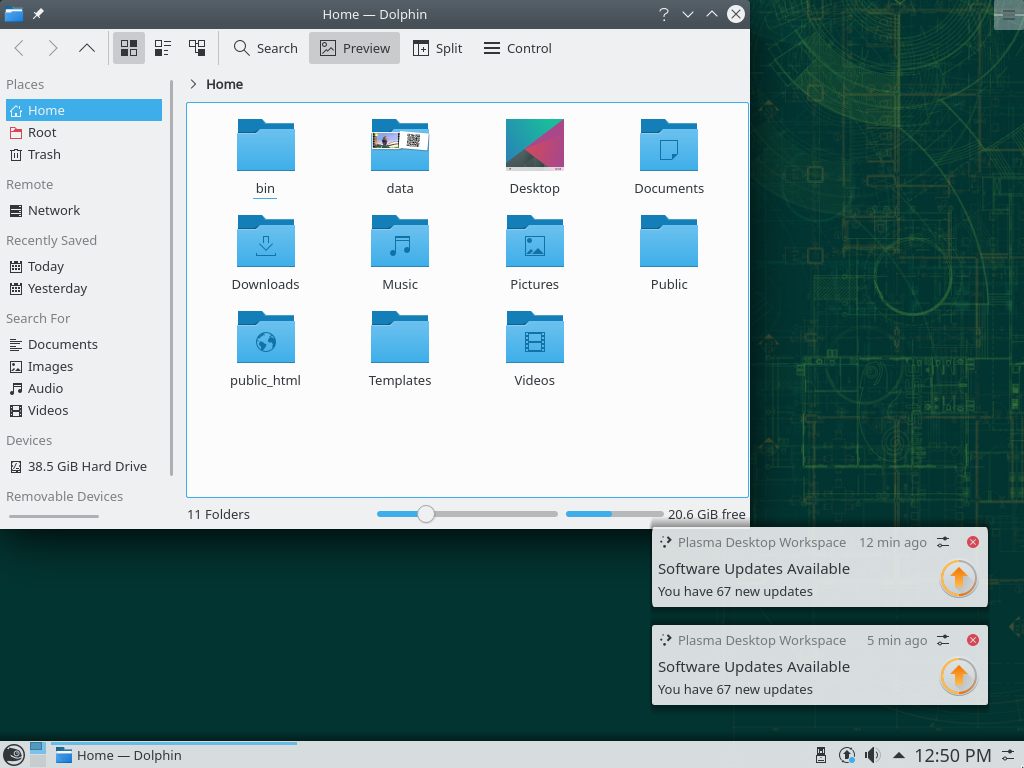 Home — Dolphin
Search
Preview
Split
Control
Places
Home
Root
Trash
Remote
Network
Recently Saved
Today
Yesterday
Search For
Documents
Images
Audio
Videos
Devices
38.5 GiB Hard Drive
Removable Devices
Home
bin
data
Desktop
Documents
Downloads
Music
Pictures
Public
public_html
Templates
Videos
11 Folders
20.6 GiB free
Plasma Desktop Workspace 12 min ago
Software Updates Available
You have 67 new updates
Plasma Desktop Workspace 5 min ago
Software Updates Available
You have 67 new updates
Home — Dolphin
12:50 PM